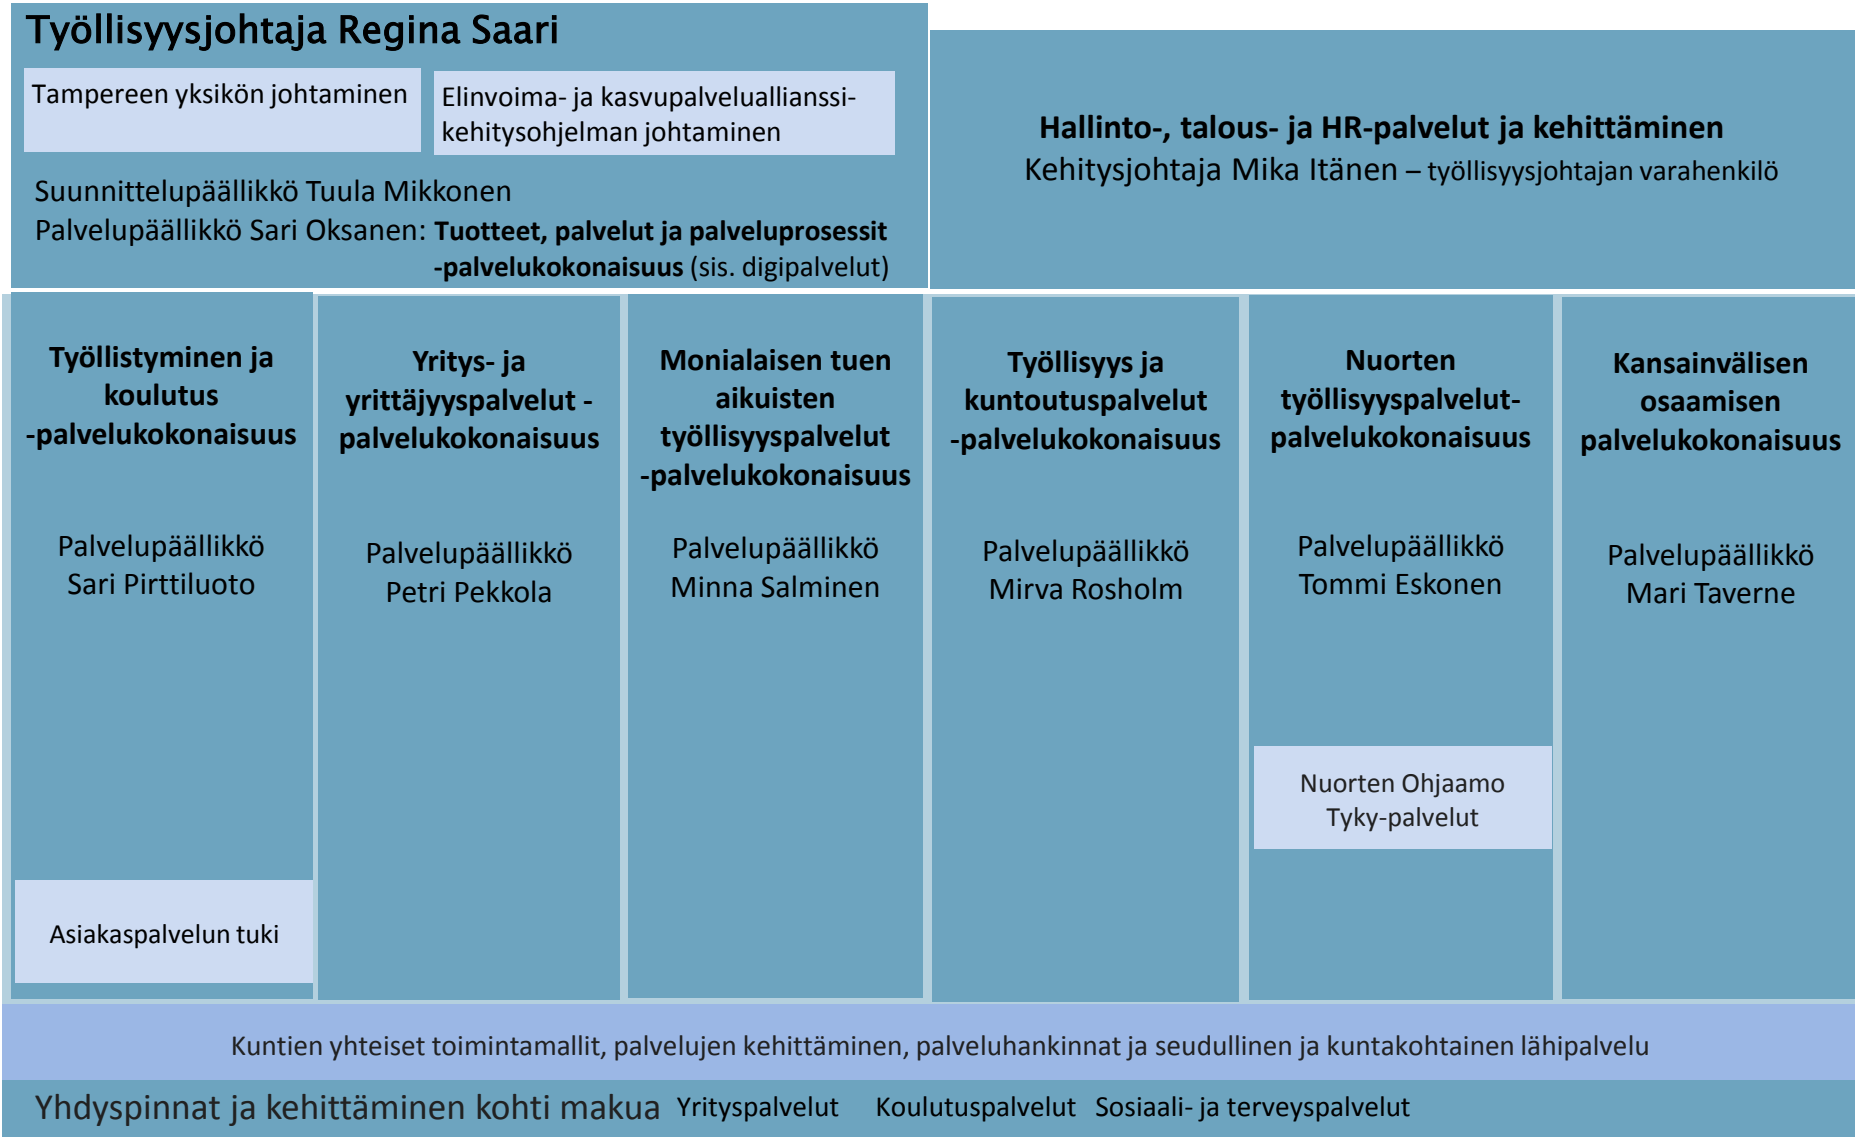 Työllisyysjohtaja Regina Saari
Tampereen yksikön johtaminen
Elinvoima- ja kasvupalveluallianssi-
kehitysohjelman johtaminen
Suunnittelupäällikkö Tuula Mikkonen
Palvelupäällikkö Sari Oksanen: Tuotteet, palvelut ja palveluprosessit
-palvelukokonaisuus (sis. digipalvelut)
Hallinto-, talous- ja HR-palvelut ja kehittäminen
Kehitysjohtaja Mika Itänen – työllisyysjohtajan varahenkilö
Työllistyminen ja
koulutus
-palvelukokonaisuus
Palvelupäällikkö
Sari Pirttiluoto
Asiakaspalvelun tuki
Yritys- ja
yrittäjyyspalvelut -
palvelukokonaisuus
Palvelupäällikkö
Petri Pekkola
Monialaisen tuen
aikuisten
työllisyyspalvelut
-palvelukokonaisuus
Palvelupäällikkö
Minna Salminen
Työllisyys ja
kuntoutuspalvelut
-palvelukokonaisuus
Palvelupäällikkö
Mirva Rosholm
Nuorten
työllisyyspalvelut-
palvelukokonaisuus
Palvelupäällikkö
Tommi Eskonen
Nuorten Ohjaamo
Tyky-palvelut
Kansainvälisen
osaamisen
palvelukokonaisuus
Palvelupäällikkö
Mari Taverne
Kuntien yhteiset toimintamallit, palvelujen kehittäminen, palveluhankinnat ja seudullinen ja kuntakohtainen lähipalvelu
Yhdyspinnat ja kehittäminen kohti makua Yrityspalvelut Koulutuspalvelut Sosiaali- ja terveyspalvelut